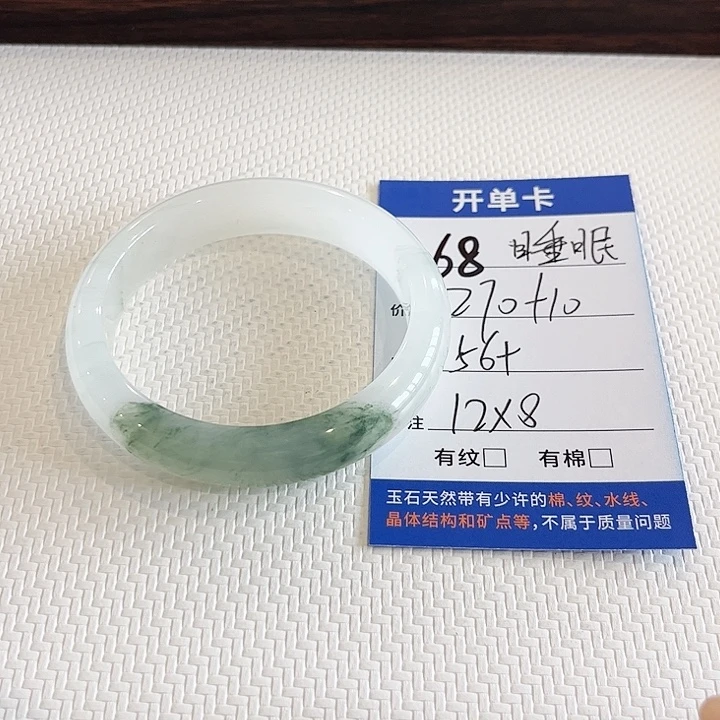 开单卡
68 睡眠
价 270+10
56+
注 12X8
有纹□ 有棉□
玉石天然带有少许的棉、纹、水线、
晶体结构和矿点等，不属于质量问题